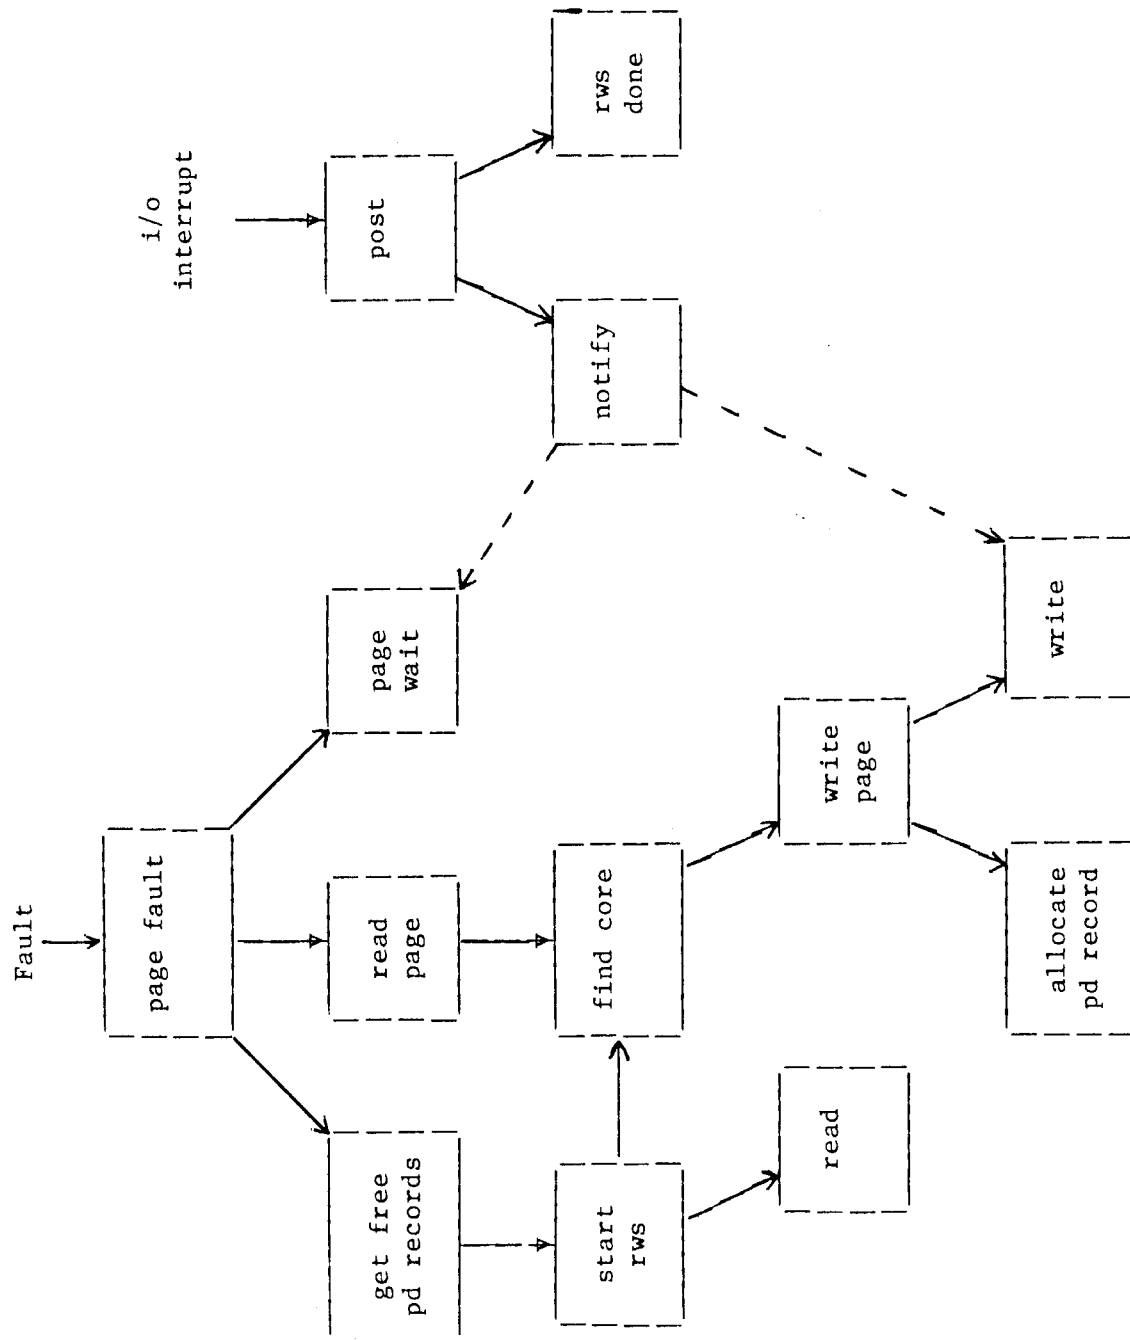 Fault
page fault
i/o
interrupt
get free
pd records
read
page
page
wait
post
start
rws
find core
notify
rws
done
read
write
page
allocate
pd record
write